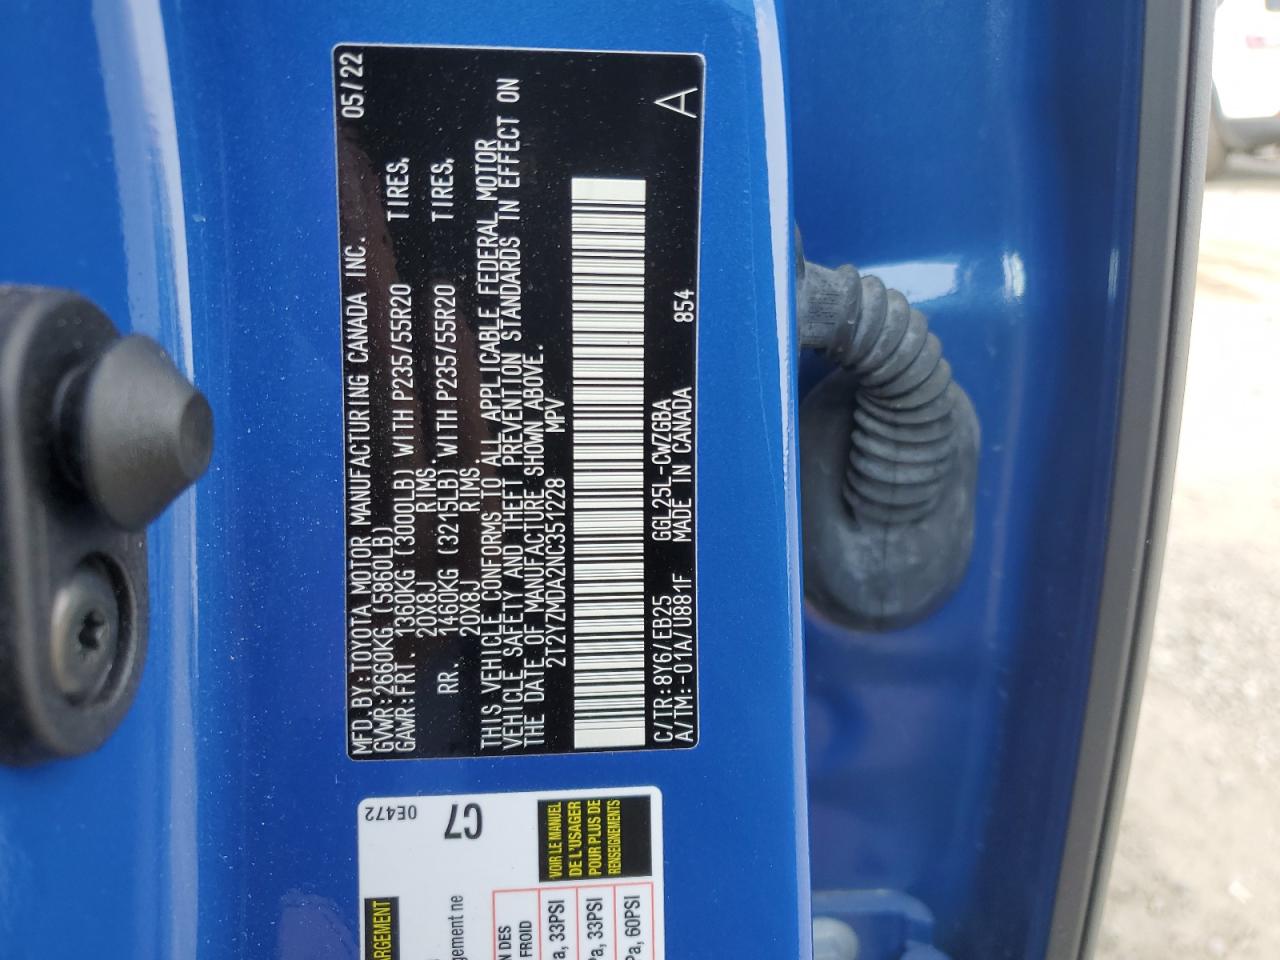 MFD BY:TOYOTA MOTOR MANUFACTURING CANADA INC. 05/22
GVWR:2660KG (5860LB)
GAWR:FRT. 1360KG (3000LB) WITH P235/55R20 TIRES,
20X8J RIMS.
RR. 1460KG (3215LB) WITH P235/55R20 TIRES,
20X8J RIMS.
THIS VEHICLE CONFORMS TO ALL APPLICABLE FEDERAL MOTOR
VEHICLE SAFETY AND THEFT PREVENTION STANDARDS IN EFFECT ON
THE DATE OF MANUFACTURE SHOWN ABOVE.
2T2YZMDA2NC351228 MPV
C/TR:8Y6/EB25 GGL25L-CWZGBA
A/TM:-01A/U881F MADE IN CANADA 854 A
0E472
C7
VOIR LE MANUEL
DE L'USAGER
POUR PLUS DE
RENSEIGNEMENTS
33PSI
33PSI
60PSI
FROID
DES
ne